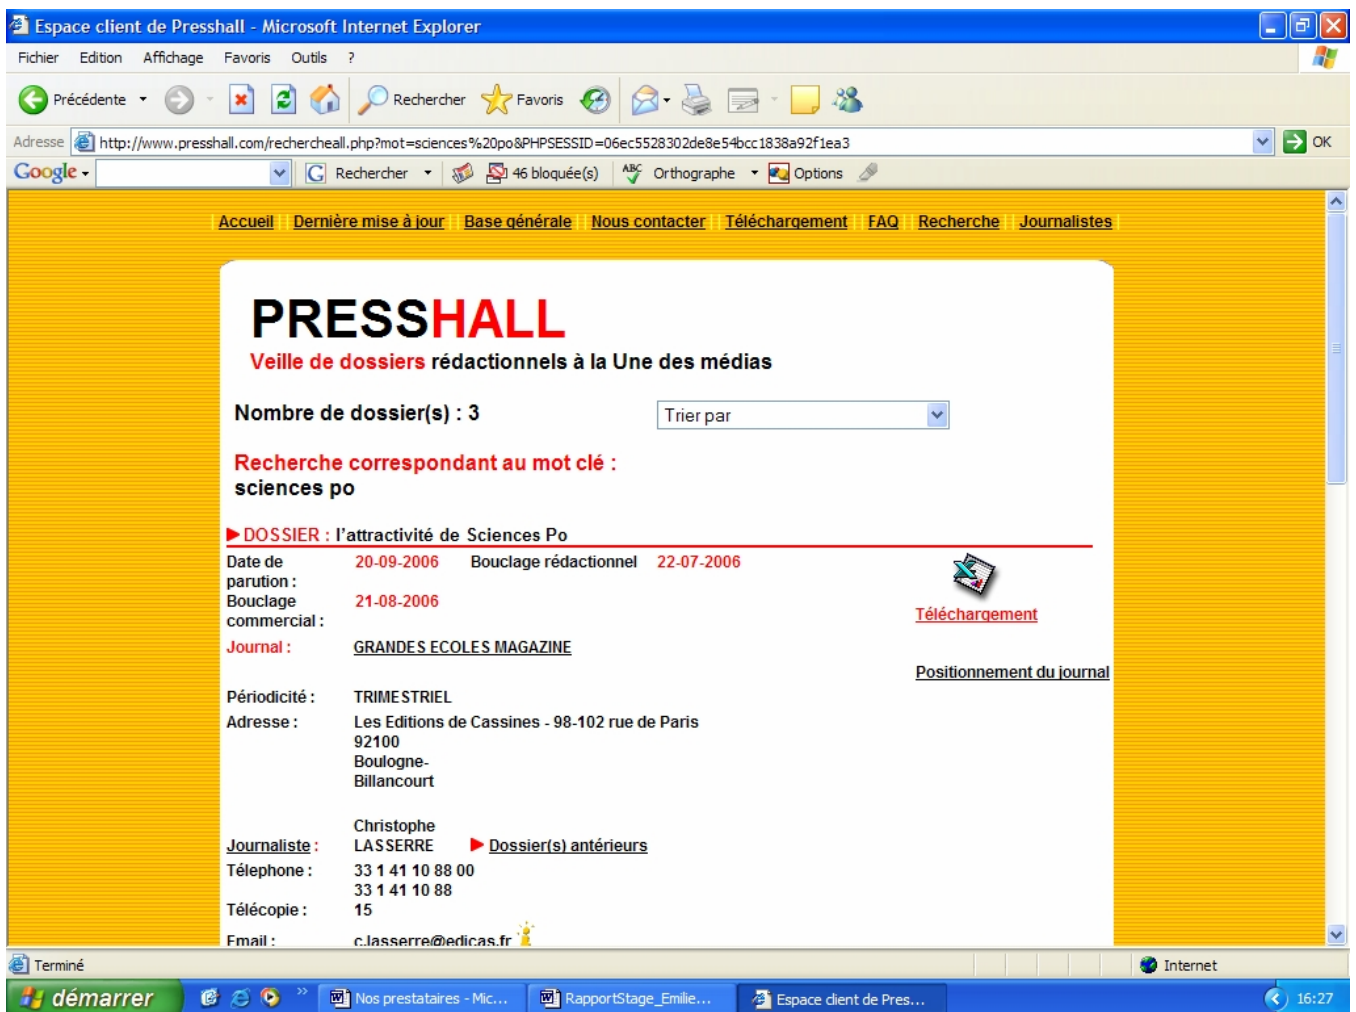 Espace client de Presshall - Microsoft Internet Explorer
Fichier Edition Affichage Favoris Outils ?
Précédente Rechercher Favoris
Adresse http://www.presshall.com/rechercheall.php?mot=sciences%20po&PHPSESSID=06ec5528302de8e54bcc1838a92f1ea3 OK
Google Rechercher 46 bloquée(s) ABC Orthographe Options
| Accueil || Dernière mise à jour || Base générale || Nous contacter || Téléchargement || FAQ || Recherche || Journalistes |
PRESSHALL
Veille de dossiers rédactionnels à la Une des médias
Nombre de dossier(s) : 3 Trier par
Recherche correspondant au mot clé :
sciences po
DOSSIER : l'attractivité de Sciences Po
Date de parution : 20-09-2006 Bouclage rédactionnel 22-07-2006
Bouclage commercial : 21-08-2006
Téléchargement
Journal : GRANDES ECOLES MAGAZINE
Positionnement du journal
Périodicité : TRIMESTRIEL
Adresse : Les Editions de Cassines - 98-102 rue de Paris
92100
Boulogne-
Billancourt
Christophe
Journaliste : LASSERRE Dossier(s) antérieurs
Télephone : 33 1 41 10 88 00
33 1 41 10 88
Télécopie : 15
Email : c.lasserre@edicas.fr
Terminé Internet
démarrer Nos prestataires - Mic... RapportStage_Emilie... Espace client de Pres... 16:27